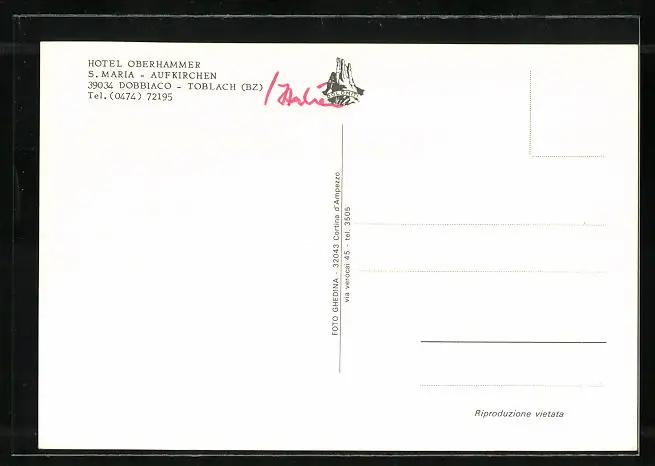 HOTEL OBERHAMMER
S. MARIA - AUFKIRCHEN
39034 DOBBIACO - TOBLACH (BZ)
Tel. (0474) 72195
/ Italien
FOTO GHEDINA - 32043 Cortina d'Ampezzo
via verocai 45 - tel. 3505
Riproduzione vietata